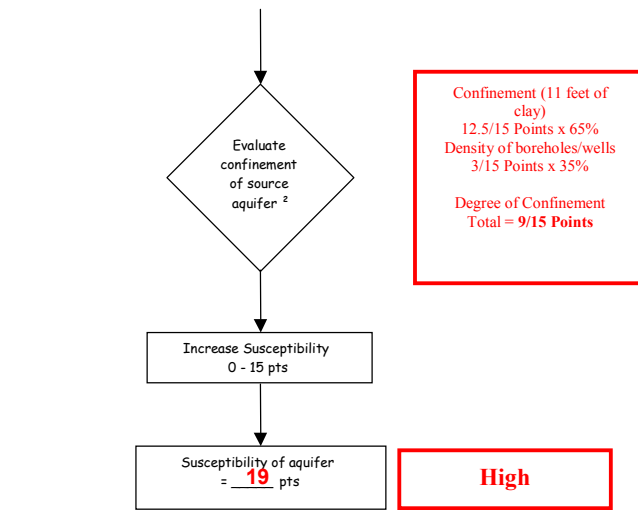 Evaluate
confinement
of source
aquifer ²
Confinement (11 feet of
clay)
12.5/15 Points x 65%
Density of boreholes/wells
3/15 Points x 35%
Degree of Confinement
Total = 9/15 Points
Increase Susceptibility
0 - 15 pts
Susceptibility of aquifer
= __19__ pts
High